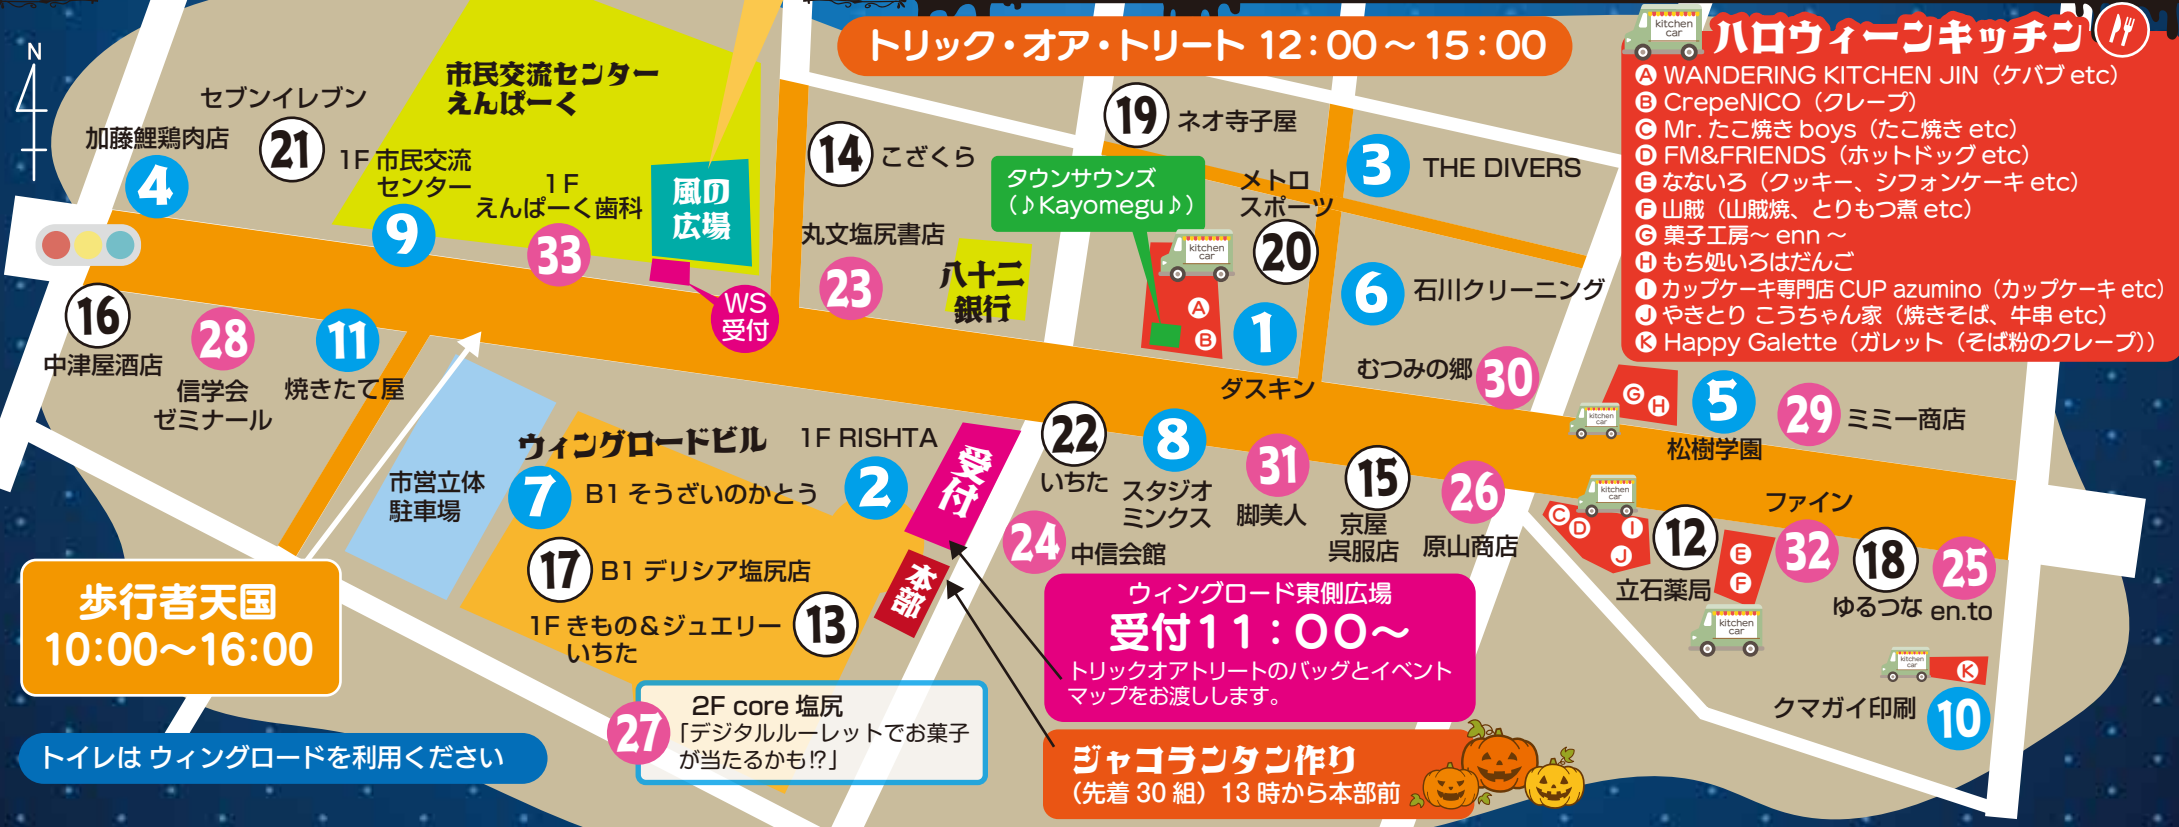 トリック・オア・トリート 12：00～15：00
kitchen
car
ハロウィーンキッチン
Ⓐ WANDERING KITCHEN JIN（ケバブ etc）
Ⓑ CrepeNICO（クレープ）
Ⓒ Mr. たこ焼き boys（たこ焼き etc）
Ⓓ FM&FRIENDS（ホットドッグ etc）
Ⓔ なないろ（クッキー、シフォンケーキ etc）
Ⓕ 山賊（山賊焼、とりもつ煮 etc）
Ⓖ 菓子工房～ enn ～
Ⓗ もち処いろはだんご
Ⓘ カップケーキ専門店 CUP azumino（カップケーキ etc）
Ⓙ やきとり こうちゃん家（焼きそば、牛串 etc）
Ⓚ Happy Galette（ガレット（そば粉のクレープ））
N
加藤鯉鶏肉店
4
セブンイレブン
21
市民交流センター
えんぱーく
1F 市民交流
センター
9
1F
えんぱーく歯科
33
風の
広場
WS
受付
14 こざくら
丸文塩尻書店
23
八十二
銀行
19 ネオ寺子屋
タウンサウンズ
（♪Kayomegu♪）
kitchen
car
A
B
メトロ
スポーツ
20
1
ダスキン
3 THE DIVERS
6 石川クリーニング
むつみの郷 30
kitchen
car
G H
5
松樹学園
29 ミミー商店
16
中津屋酒店
28
信学会
ゼミナール
11
焼きたて屋
市営立体
駐車場
ウィングロードビル
7 B1 そうざいのかとう
1F RISHTA
2
17 B1 デリシア塩尻店
1F きもの＆ジュエリー
いちた
13
受付
本部
27 2F core 塩尻
「デジタルルーレットでお菓子
が当たるかも!?」
22
いちた
24 中信会館
8
スタジオ
ミンクス
31
脚美人
15
京屋
呉服店
26
原山商店
kitchen
car
C D I
J
12
立石薬局
E
F
kitchen
car
ファイン
32
18
ゆるつな
25
en.to
kitchen
car
K
クマガイ印刷 10
歩行者天国
10:00～16:00
トイレは ウィングロードを利用ください
ウィングロード東側広場
受付11：00～
トリックオアトリートのバッグとイベント
マップをお渡しします。
ジャコランタン作り
（先着 30 組）13 時から本部前